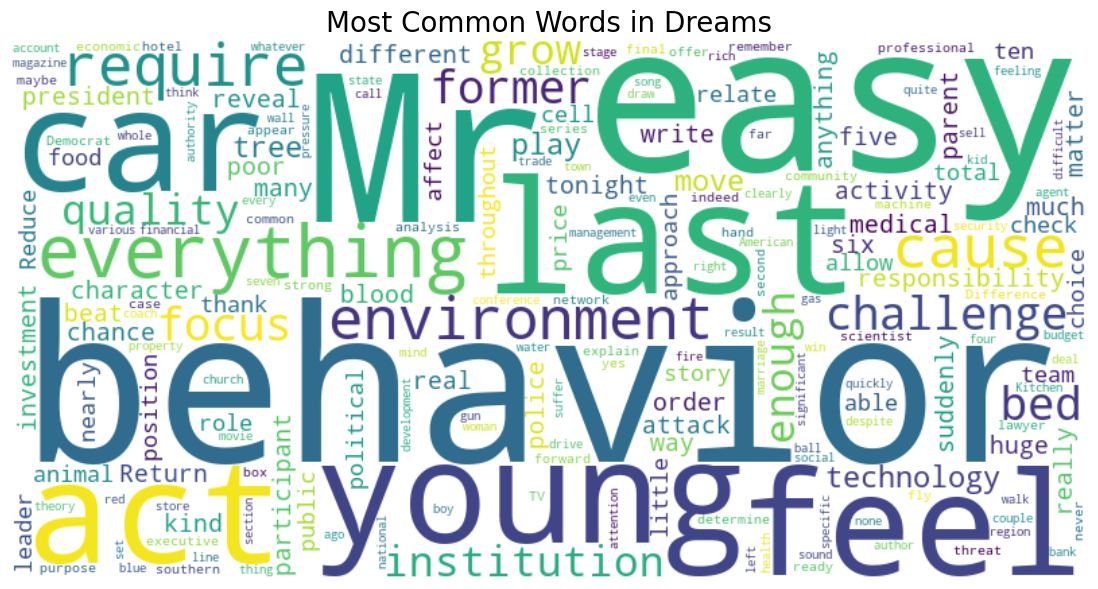 Most Common Words in Dreams
account economic hotel whatever different grow stage final offer remember professional ten
magazine require collection rich feeling
maybe think state song quite
president reveal call former draw relate anything parent matter
car Mr easy
authority wall appear pressure cell series
Democrat whole tree affect play write far five sell difficult
food poor trade town kid total
many tonight move community activity much
quality every throughout even indeed clearly machine agent
common last medical check
various financial analysis price management approach hand American light six security cause
Reduce everything allow
seven strong network right second responsibility
character blood conference Difference choice
investment case thank environment gas challenge
beat coach chance focus result scientist four budget
property mind water explain fire marriage win deal
behavior
nearly position church real suffer yes police story enough significant quickly suddenly team Kitchen
role political development gun woman order able despite bed
movie attack way ball lawyer huge
drive forward social
animal Return box participant public little technology really
leader act young feel
theory red store kind section ago TV boy attention determine specific none fly couple walk never
executive national author region
set line institution left health sound threat bank
purpose blue southern thing ready